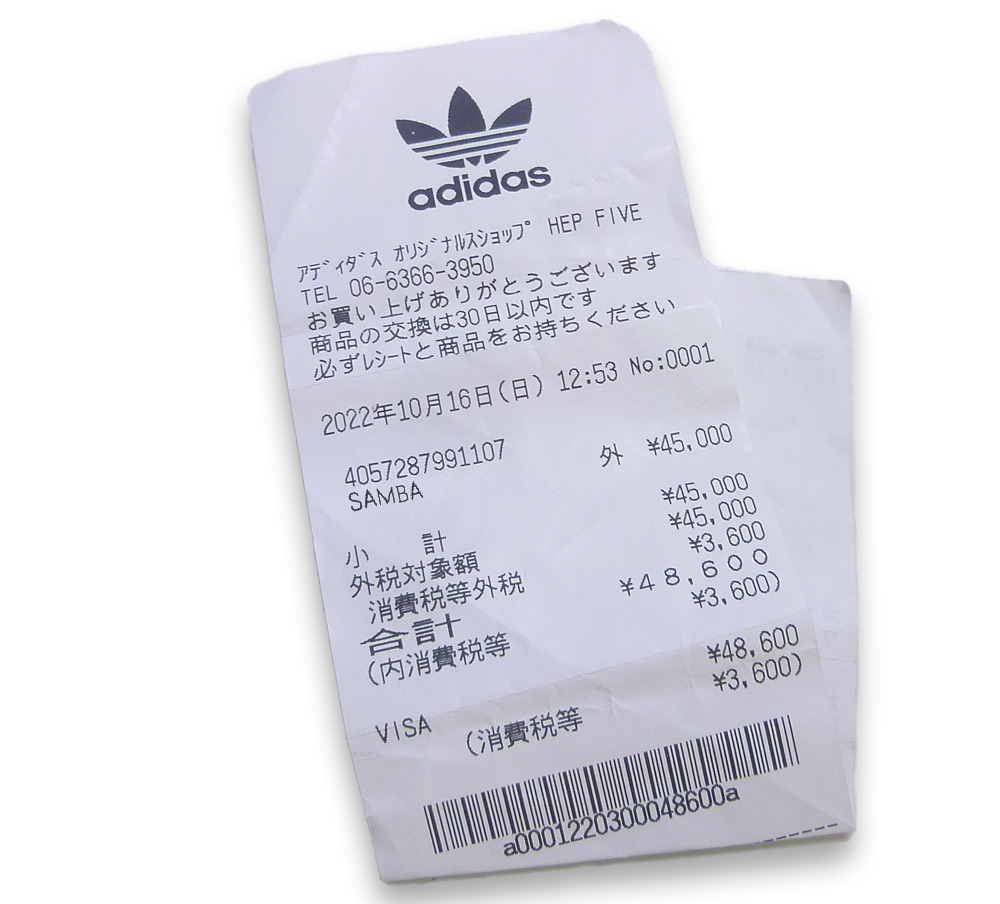 adidas
アディダス オリジナルスショップ HEP FIVE
TEL 06-6366-3950
お買い上げありがとうございます
商品の交換は30日以内です
必ずレシートと商品をお持ちください
2022年10月16日(日) 12:53 No:0001
4057287991107 外 ¥45,000
SAMBA
小 計 ¥45,000
外税対象額 ¥45,000
消費税等外税 ¥3,600
合計 ¥48,600
(内消費税等 ¥3,600)
VISA ¥48,600
(消費税等 ¥3,600)
a0001220300048600a